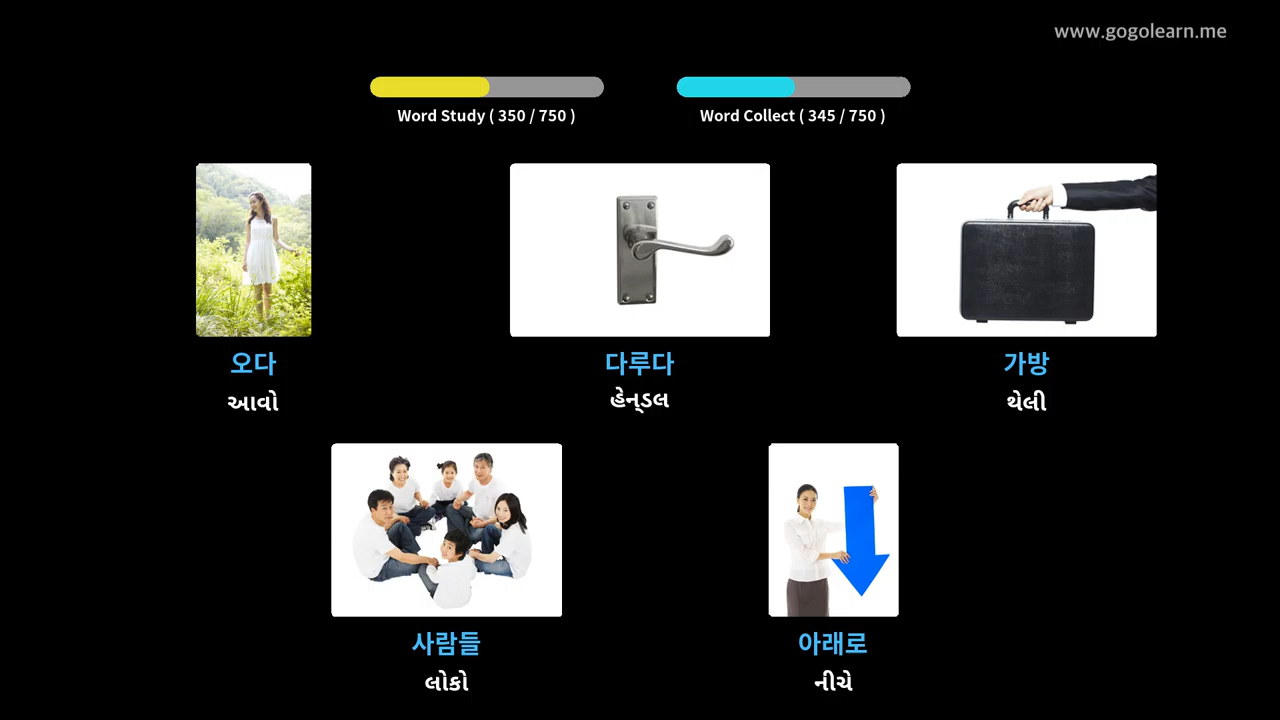 www.gogolearn.me
Word Study ( 350 / 750 )
Word Collect ( 345 / 750 )
오다
આવો
다루다
હેન્ડલ
가방
થેલી
사람들
લોકો
아래로
નીચે